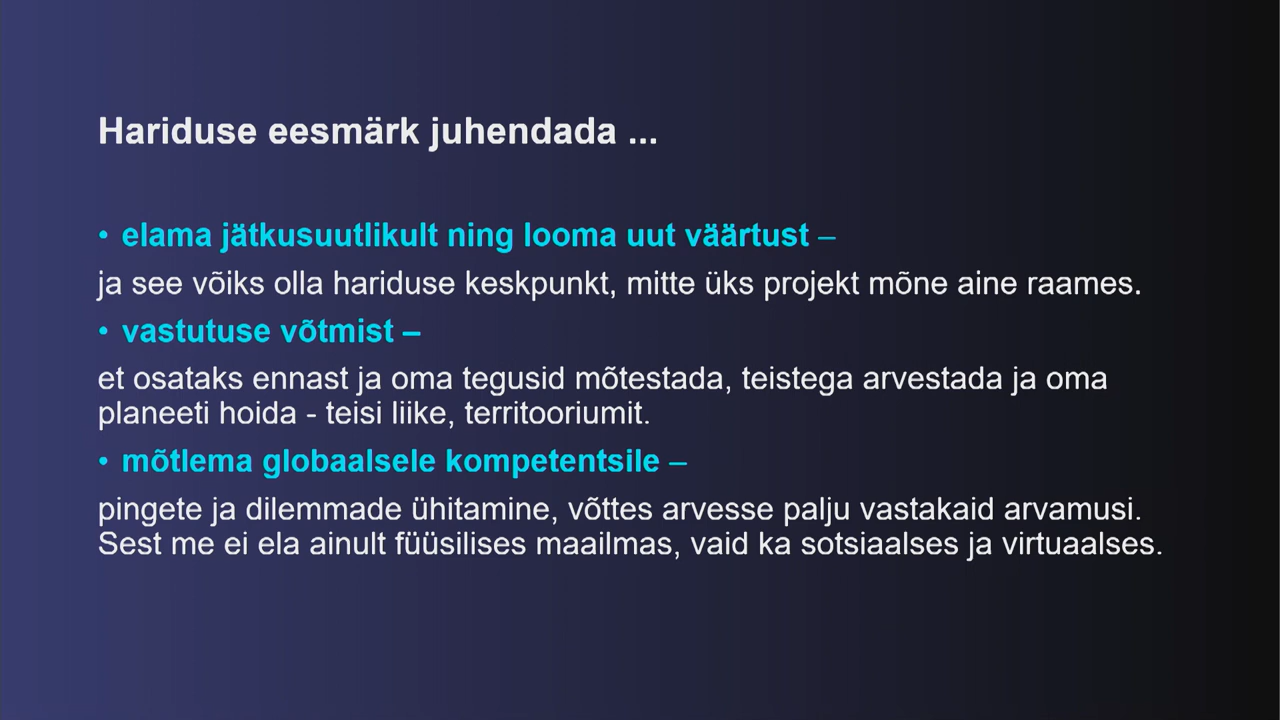 Hariduse eesmärk juhendada ...
• elama jätkusuutlikult ning looma uut väärtust –
ja see võiks olla hariduse keskpunkt, mitte üks projekt mõne aine raames.
• vastutuse võtmist –
et osataks ennast ja oma tegusid mõtestada, teistega arvestada ja oma
planeeti hoida - teisi liike, territooriumit.
• mõtlema globaalsele kompetentsile –
pingete ja dilemmade ühitamine, võttes arvesse palju vastakaid arvamusi.
Sest me ei ela ainult füüsilises maailmas, vaid ka sotsiaalses ja virtuaalses.